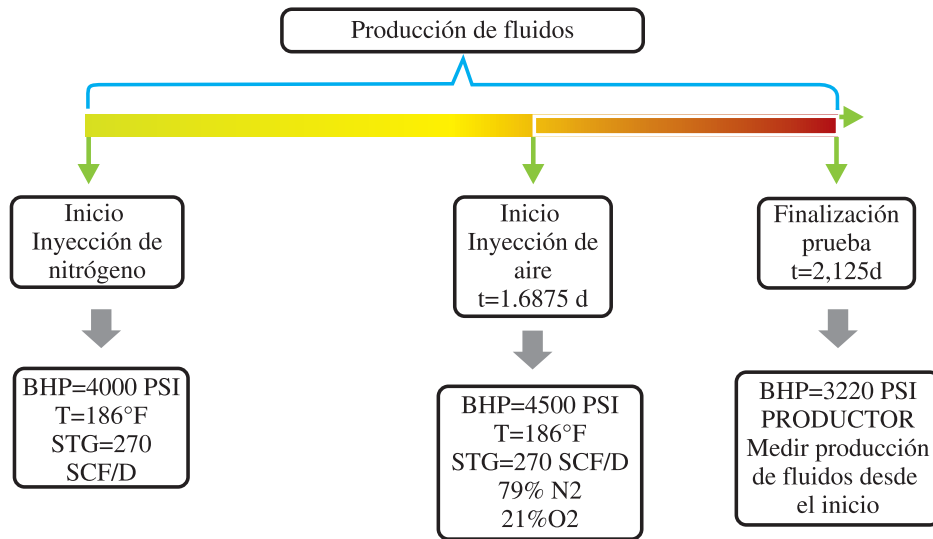 Producción de fluidos
Inicio
Inyección de
nitrógeno
Inicio
Inyección de
aire
t=1.6875 d
Finalización
prueba
t=2,125d
BHP=4000 PSI
T=186°F
STG=270
SCF/D
BHP=4500 PSI
T=186°F
STG=270 SCF/D
79% N2
21%O2
BHP=3220 PSI
PRODUCTOR
Medir producción
de fluidos desde
el inicio